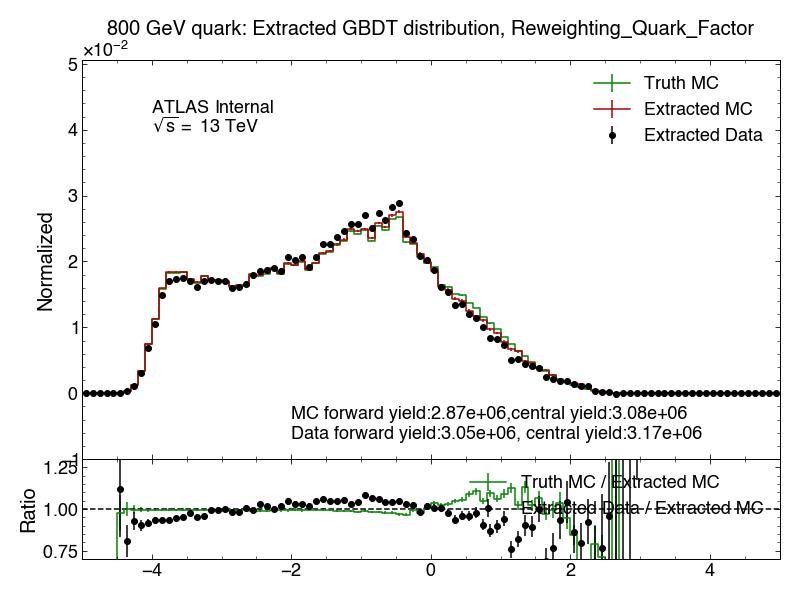 800 GeV quark: Extracted GBDT distribution, Reweighting_Quark_Factor
×10⁻²
5
4
3
2
1
0
1
Normalized
ATLAS Internal
√s = 13 TeV
Truth MC
Extracted MC
Extracted Data
MC forward yield:2.87e+06,central yield:3.08e+06
Data forward yield:3.05e+06, central yield:3.17e+06
1.25
1.00
0.75
Ratio
Truth MC / Extracted MC
Extracted Data / Extracted MC
−4
−2
0
2
4